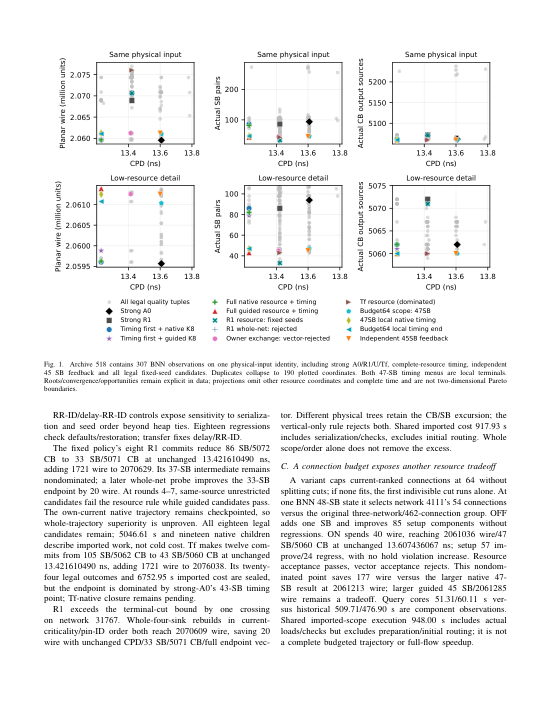 Same physical input
Same physical input
Same physical input
Planar wire (million units)
2.075
2.070
2.065
2.060
13.4 13.6 13.8
CPD (ns)
Actual SB pairs
200
100
13.4 13.6 13.8
CPD (ns)
Actual CB output sources
5200
5150
5100
13.4 13.6 13.8
CPD (ns)
Low-resource detail
Low-resource detail
Low-resource detail
Planar wire (million units)
2.0610
2.0605
2.0600
2.0595
13.4 13.6 13.8
CPD (ns)
Actual SB pairs
100
80
60
40
13.4 13.6 13.8
CPD (ns)
Actual CB output sources
5075
5070
5065
5060
13.4 13.6 13.8
CPD (ns)
All legal quality tuples
Strong A0
Strong R1
Timing first + native K8
Timing first + guided K8
Full native resource + timing
Full guided resource + timing
R1 resource: fixed seeds
R1 whole-net: rejected
Owner exchange: vector-rejected
Tf resource (dominated)
Budget64 scope: 475B
475B local native timing
Budget64 local timing end
Independent 455B feedback
Fig. 1. Archive 518 contains 307 BNN observations on one physical-input identity, including strong A0/R1/U/Tf; complete-resource timing, independent
45 SB feedback and all legal fixed-seed candidates. Duplicates collapse to 190 plotted coordinates. Both 47-SB timing menus are local terminals.
Roots/convergence/opportunities remain explicit in data; projections omit other resource coordinates and complete time and are not two-dimensional Pareto
boundaries.
RR-ID/delay-RR-ID controls expose sensitivity to serializa-
tion and seed order beyond heap ties. Eighteen regressions
check defaults/restoration; transfer fixes delay/RR-ID.
The fixed policy's eight R1 commits reduce 86 SB/5072
CB to 33 SB/5071 CB at unchanged 13.421610490 ns,
adding 1721 wire to 2070629. Its 37-SB intermediate remains
nondominated; a later whole-net probe improves the 33-SB
endpoint by 20 wire. At rounds 4–7, same-source unrestricted
candidates fail the resource rule while guided candidates pass.
The own-current native trajectory remains checkpointed, so
whole-trajectory superiority is unproven. All eighteen legal
candidates remain; 5046.61 s and nineteen native children
describe imported work, not cold cost. Tf makes twelve com-
mits from 105 SB/5062 CB to 43 SB/5060 CB at unchanged
13.421610490 ns, adding 1721 wire to 2076038. Its twenty-
four legal outcomes and 6752.95 s imported cost are sealed,
but the endpoint is dominated by strong-A0's 43-SB timing
point; Tf-native closure remains pending.
R1 exceeds the terminal-cut bound by one crossing
on network 31767. Whole-four-sink rebuilds in current-
criticality/pin-ID order both reach 2070609 wire, saving 20
wire with unchanged CPD/33 SB/5071 CB/full endpoint vec-
tor. Different physical trees retain the CB/SB excursion; the
vertical-only rule rejects both. Shared imported cost 917.93 s
includes serialization/checks, excludes initial routing. Whole
scope/order alone does not remove the excess.
C. A connection budget exposes another resource tradeoff
A variant caps current-ranked connections at 64 without
splitting cuts; if none fits, the first indivisible cut runs alone. At
one BNN 48-SB state it selects network 4111's 54 connections
versus the original three-network/462-connection group. OFF
adds one SB and improves 85 setup components without
regressions. ON spends 40 wire, reaching 2061036 wire/47
SB/5060 CB at unchanged 13.607436067 ns; setup 57 im-
prove/24 regress, with no hold violation increase. Resource
acceptance passes, vector acceptance rejects. This nondom-
inated point saves 177 wire versus the larger native 47-
SB result at 2061213 wire; larger guided 45 SB/2061285
wire remains a tradeoff. Query cores 51.31/60.11 s ver-
sus historical 509.71/476.90 s are component observations.
Shared imported-scope execution 948.00 s includes actual
loads/checks but excludes preparation/initial routing; it is not
a complete budgeted trajectory or full-flow speedup.